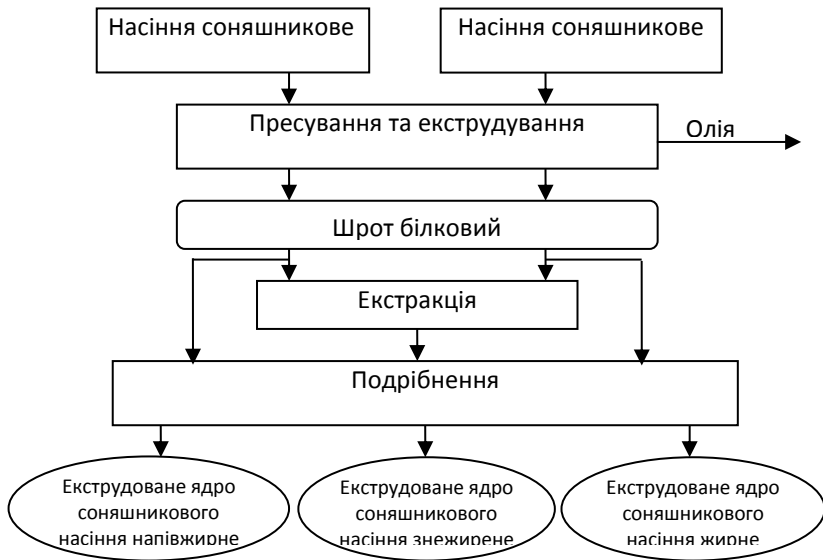 Насіння соняшникове
Насіння соняшникове
Пресування та екструдування
Олія
Шрот білковий
Екстракція
Подрібнення
Екструдоване ядро
соняшникового
насіння напівжирне
Екструдоване ядро
соняшникового
насіння знежирене
Екструдоване ядро
соняшникового
насіння жирне